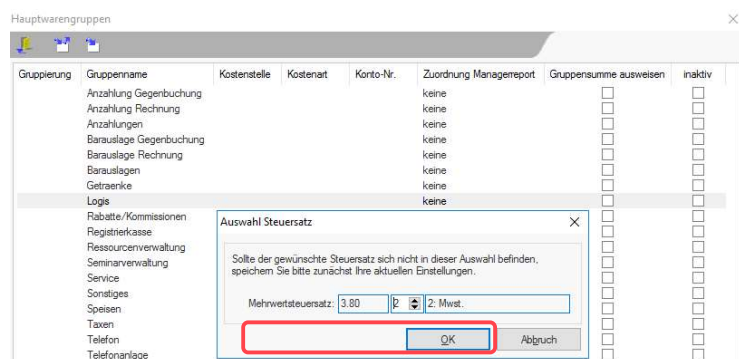 Hauptwarengruppen
Gruppierung Gruppenname Kostenstelle Kostenart Konto-Nr. Zuordnung Managerreport Gruppensumme ausweisen inaktiv
Anzahlung Gegenbuchung keine
Anzahlung Rechnung keine
Anzahlungen keine
Barauslage Gegenbuchung keine
Barauslage Rechnung keine
Barauslagen keine
Getraenke keine
Logis keine
Rabatte/Kommissionen
Registrierkasse
Ressourcenverwaltung
Seminarverwaltung
Service
Sonstiges
Speisen
Taxen
Telefon
Telefonanlage
Auswahl Steuersatz
Sollte der gewünschte Steuersatz sich nicht in dieser Auswahl befinden,
speichern Sie bitte zunächst Ihre aktuellen Einstellungen.
Mehrwertsteuersatz: 3.80 2 2: Mwst.
OK Abbruch